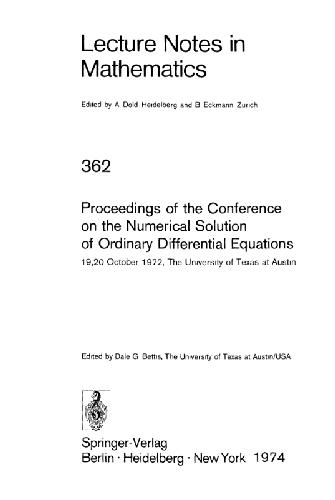 Lecture Notes in
Mathematics
Edited by A Dold Heidelberg and B Eckmann Zurich
362
Proceedings of the Conference
on the Numerical Solution
of Ordinary Differential Equations
19,20 October 1972, The University of Texas at Austin
Edited by Dale G. Bettis, The University of Texas at Austin/USA
Springer-Verlag
Berlin · Heidelberg · New York 1974